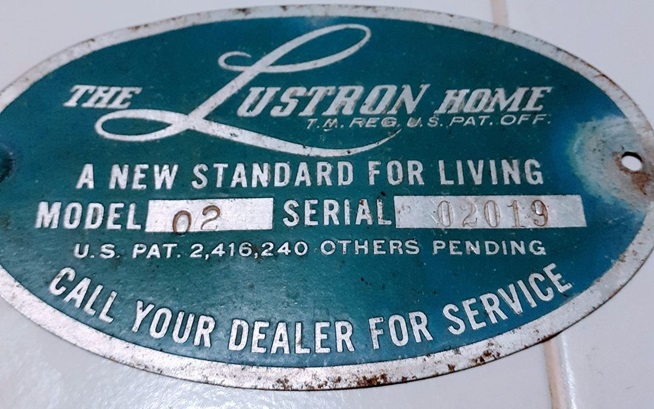 THE LUSTRON HOME
T.M. REG. U.S. PAT. OFF.
A NEW STANDARD FOR LIVING
MODEL 02 SERIAL 02019
U.S. PAT. 2,416,240 OTHERS PENDING
CALL YOUR DEALER FOR SERVICE